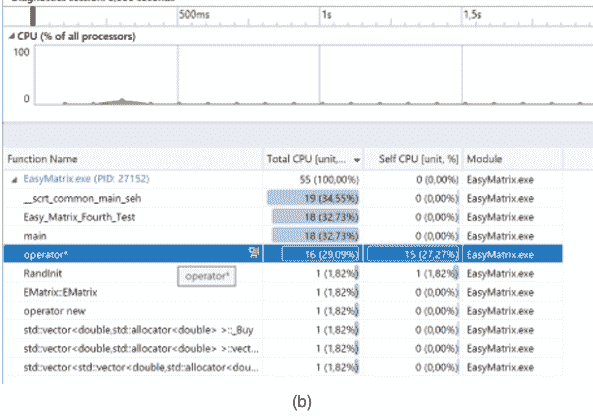 500ms 1s 1,5s
CPU (% of all processors)
100
0
Function Name Total CPU [unit,... Self CPU [unit, %] Module
EasyMatrix.exe (PID: 27152) 55 (100,00%) 0 (0,00%) EasyMatrix.exe
__scrt_common_main_seh 19 (34,55%) 0 (0,00%) EasyMatrix.exe
Easy_Matrix_Fourth_Test 18 (32,73%) 0 (0,00%) EasyMatrix.exe
main 18 (32,73%) 0 (0,00%) EasyMatrix.exe
operator* 16 (29,09%) 15 (27,27%) EasyMatrix.exe
RandInit 1 (1,82%) 1 (1,82%) EasyMatrix.exe
operator*
EMatrix::EMatrix 1 (1,82%) 0 (0,00%) EasyMatrix.exe
operator new 1 (1,82%) 0 (0,00%) EasyMatrix.exe
std::vector<double,std::allocator<double> >::_Buy 1 (1,82%) 0 (0,00%) EasyMatrix.exe
std::vector<double,std::allocator<double> >::vect... 1 (1,82%) 0 (0,00%) EasyMatrix.exe
std::vector<std::vector<double,std::allocator<dou... 1 (1,82%) 0 (0,00%) EasyMatrix.exe
(b)